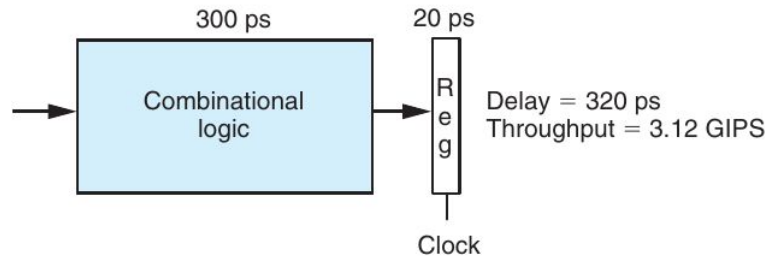 300 ps
20 ps
Combinational
logic
R
e
g
Delay = 320 ps
Throughput = 3.12 GIPS
Clock